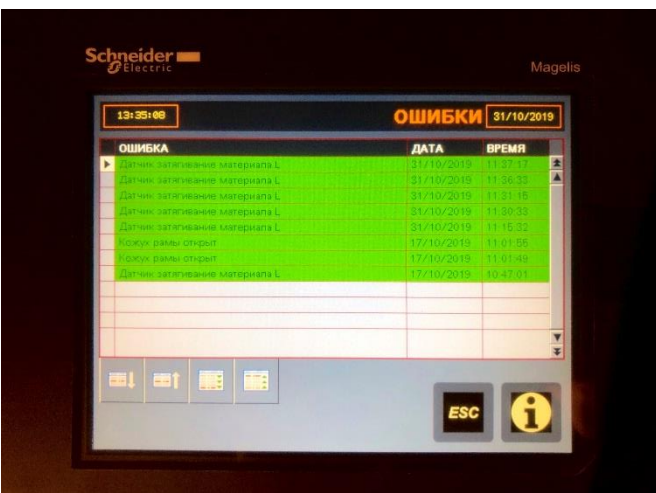 Schneider
Electric
Magelis
13:35:08 ОШИБКИ 31/10/2019
ОШИБКА ДАТА ВРЕМЯ
Датчик затягивание материала L 31/10/2019 11:37:17
Датчик затягивание материала L 31/10/2019 11:36:33
Датчик затягивание материала L 31/10/2019 11:31:15
Датчик затягивание материала L 31/10/2019 11:30:33
Датчик затягивание материала L 31/10/2019 11:15:32
Кожух рамы открыт 17/10/2019 11:01:56
Кожух рамы открыт 17/10/2019 11:01:49
Датчик затягивание материала L 17/10/2019 10:47:01
ESC
i